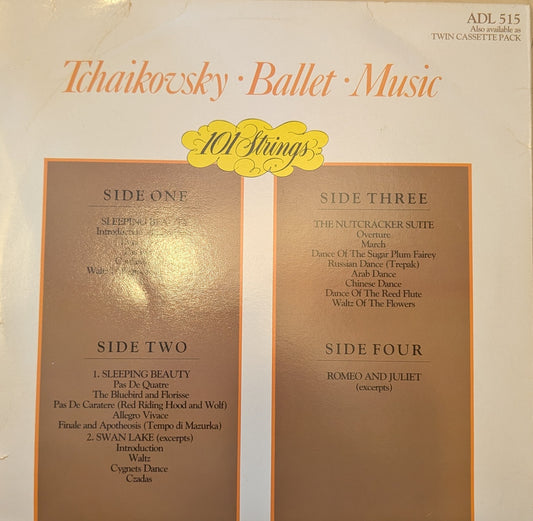 ADL 515
Also available as
TWIN CASSETTE PACK
Tchaikovsky · Ballet · Music
101 Strings
SIDE ONE
SLEEPING BEAUTY
SIDE TWO
1. SLEEPING BEAUTY
Pas De Quatre
The Bluebird and Florisse
Pas De Caratere (Red Riding Hood and Wolf)
Allegro Vivace
Finale and Apotheosis (Tempo di Mazurka)
2. SWAN LAKE (excerpts)
Introduction
Waltz
Cygnets Dance
Czadas
SIDE THREE
THE NUTCRACKER SUITE
Overture
March
Dance Of The Sugar Plum Fairey
Russian Dance (Trepak)
Arab Dance
Chinese Dance
Dance Of The Reed Flute
Waltz Of The Flowers
SIDE FOUR
ROMEO AND JULIET
(excerpts)